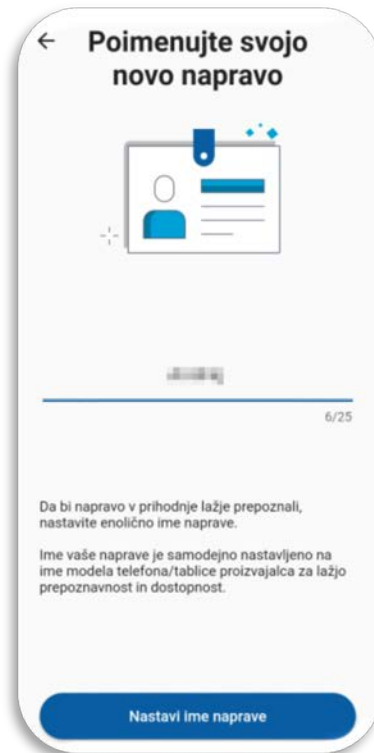 Poimenujte svojo
novo napravo
6/25
Da bi napravo v prihodnje lažje prepoznali,
nastavite enolično ime naprave.
Ime vaše naprave je samodejno nastavljeno na
ime modela telefona/tablice proizvajalca za lažjo
prepoznavnost in dostopnost.
Nastavi ime naprave